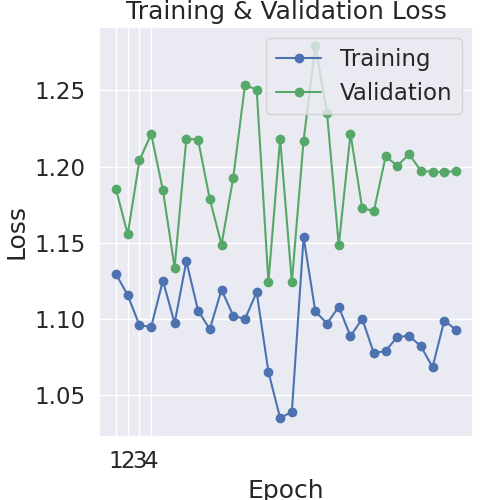 Training & Validation Loss
Training
Validation
1.25
1.20
1.15
1.10
1.05
Loss
1234
Epoch